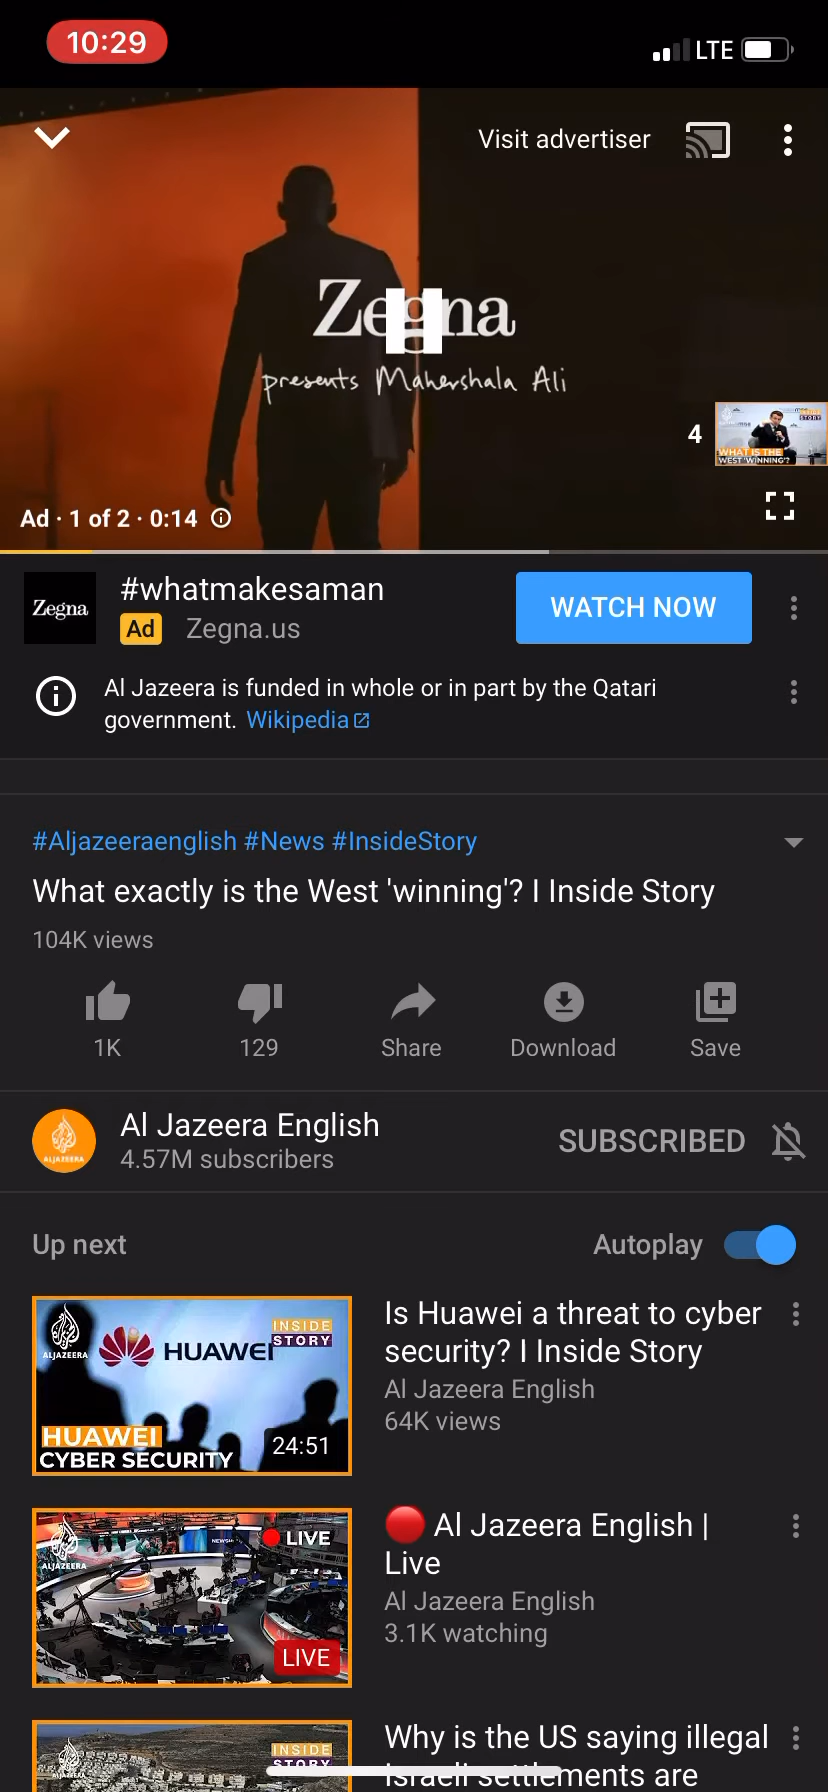 10:29
LTE
Visit advertiser
Zegna
presents Mahershala Ali
4
INSIDE
STORY
WHAT IS THE
WEST 'WINNING'?
Ad · 1 of 2 · 0:14
Zegna
#whatmakesaman
Ad Zegna.us
WATCH NOW
Al Jazeera is funded in whole or in part by the Qatari
government. Wikipedia
#Aljazeeraenglish #News #InsideStory
What exactly is the West 'winning'? I Inside Story
104K views
1K
129
Share
Download
Save
ALJAZEERA
Al Jazeera English
4.57M subscribers
SUBSCRIBED
Up next
Autoplay
ALJAZEERA
HUAWEI
INSIDE
STORY
HUAWEI
CYBER SECURITY
24:51
Is Huawei a threat to cyber
security? I Inside Story
Al Jazeera English
64K views
ALJAZEERA
LIVE
LIVE
Al Jazeera English |
Live
Al Jazeera English
3.1K watching
ALJAZEERA
INSIDE
STORY
Why is the US saying illegal
Israeli settlements are